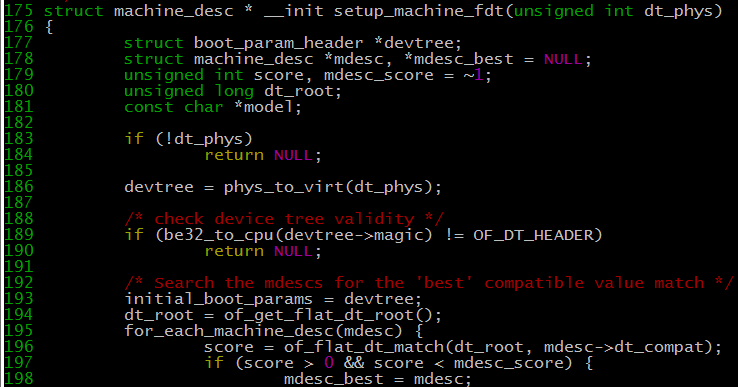 175 struct machine_desc * __init setup_machine_fdt(unsigned int dt_phys)
176 {
177         struct boot_param_header *devtree;
178         struct machine_desc *mdesc, *mdesc_best = NULL;
179         unsigned int score, mdesc_score = ~1;
180         unsigned long dt_root;
181         const char *model;
182
183         if (!dt_phys)
184                 return NULL;
185
186         devtree = phys_to_virt(dt_phys);
187
188         /* check device tree validity */
189         if (be32_to_cpu(devtree->magic) != OF_DT_HEADER)
190                 return NULL;
191
192         /* Search the mdescs for the 'best' compatible value match */
193         initial_boot_params = devtree;
194         dt_root = of_get_flat_dt_root();
195         for_each_machine_desc(mdesc) {
196                 score = of_flat_dt_match(dt_root, mdesc->dt_compat);
197                 if (score > 0 && score < mdesc_score) {
198                         mdesc_best = mdesc;